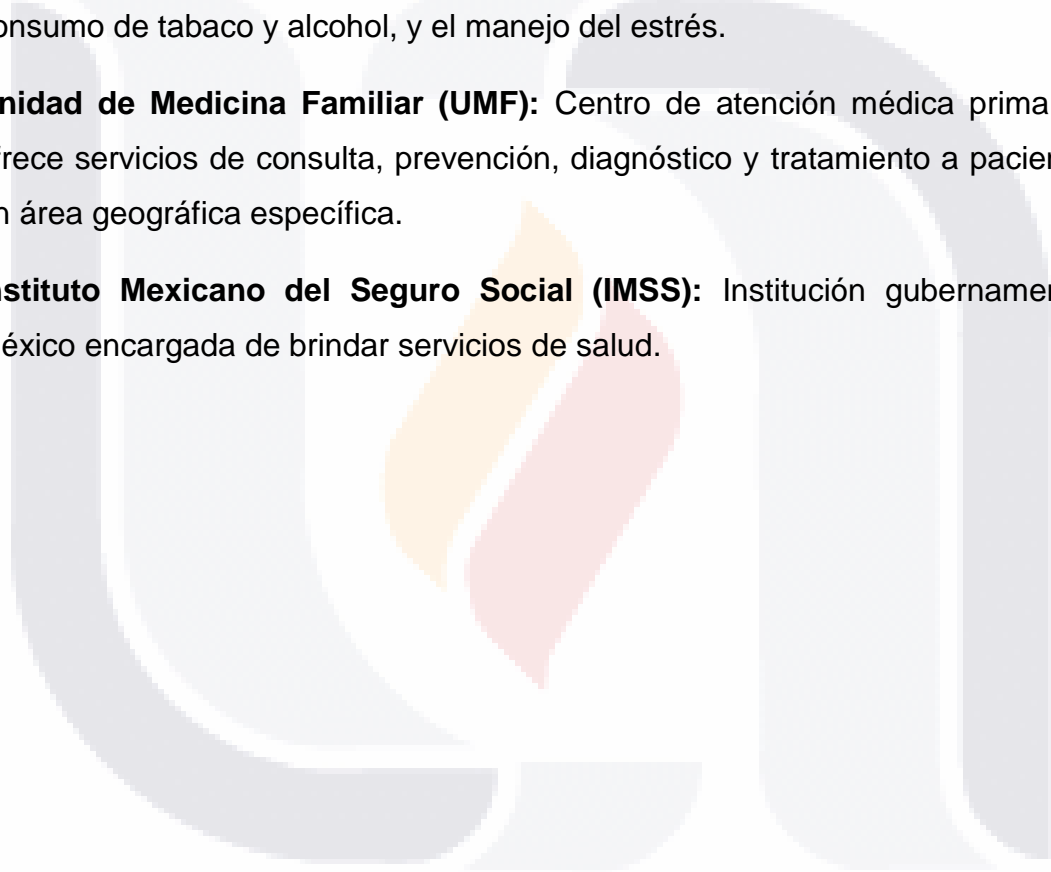 onsumo de tabaco y alcohol, y el manejo del estrés.
nidad de Medicina Familiar (UMF): Centro de atención médica prima
frece servicios de consulta, prevención, diagnóstico y tratamiento a pacien
n área geográfica específica.
nstituto Mexicano del Seguro Social (IMSS): Institución gubernamen
éxico encargada de brindar servicios de salud.